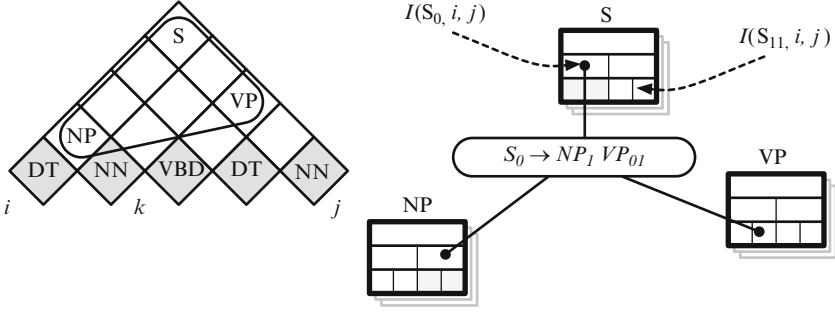 S
VP
NP
DT NN VBD DT NN
i k j
I(S0, i, j)
S
I(S11, i, j)
S0 → NP1 VP01
VP
NP